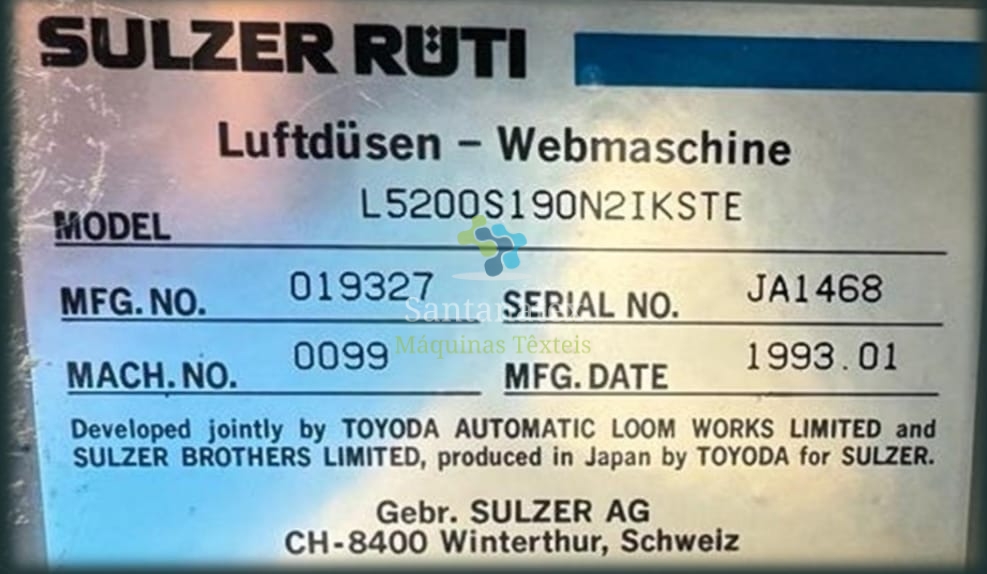 SULZER RÜTI
Luftdüsen - Webmaschine
MODEL L5200S190N2IKSTE
MFG. NO. 019327 SERIAL NO. JA1468
MACH. NO. 0099 MFG. DATE 1993.01
Santanatex
Máquinas Têxteis
Developed jointly by TOYODA AUTOMATIC LOOM WORKS LIMITED and
SULZER BROTHERS LIMITED, produced in Japan by TOYODA for SULZER.
Gebr. SULZER AG
CH-8400 Winterthur, Schweiz